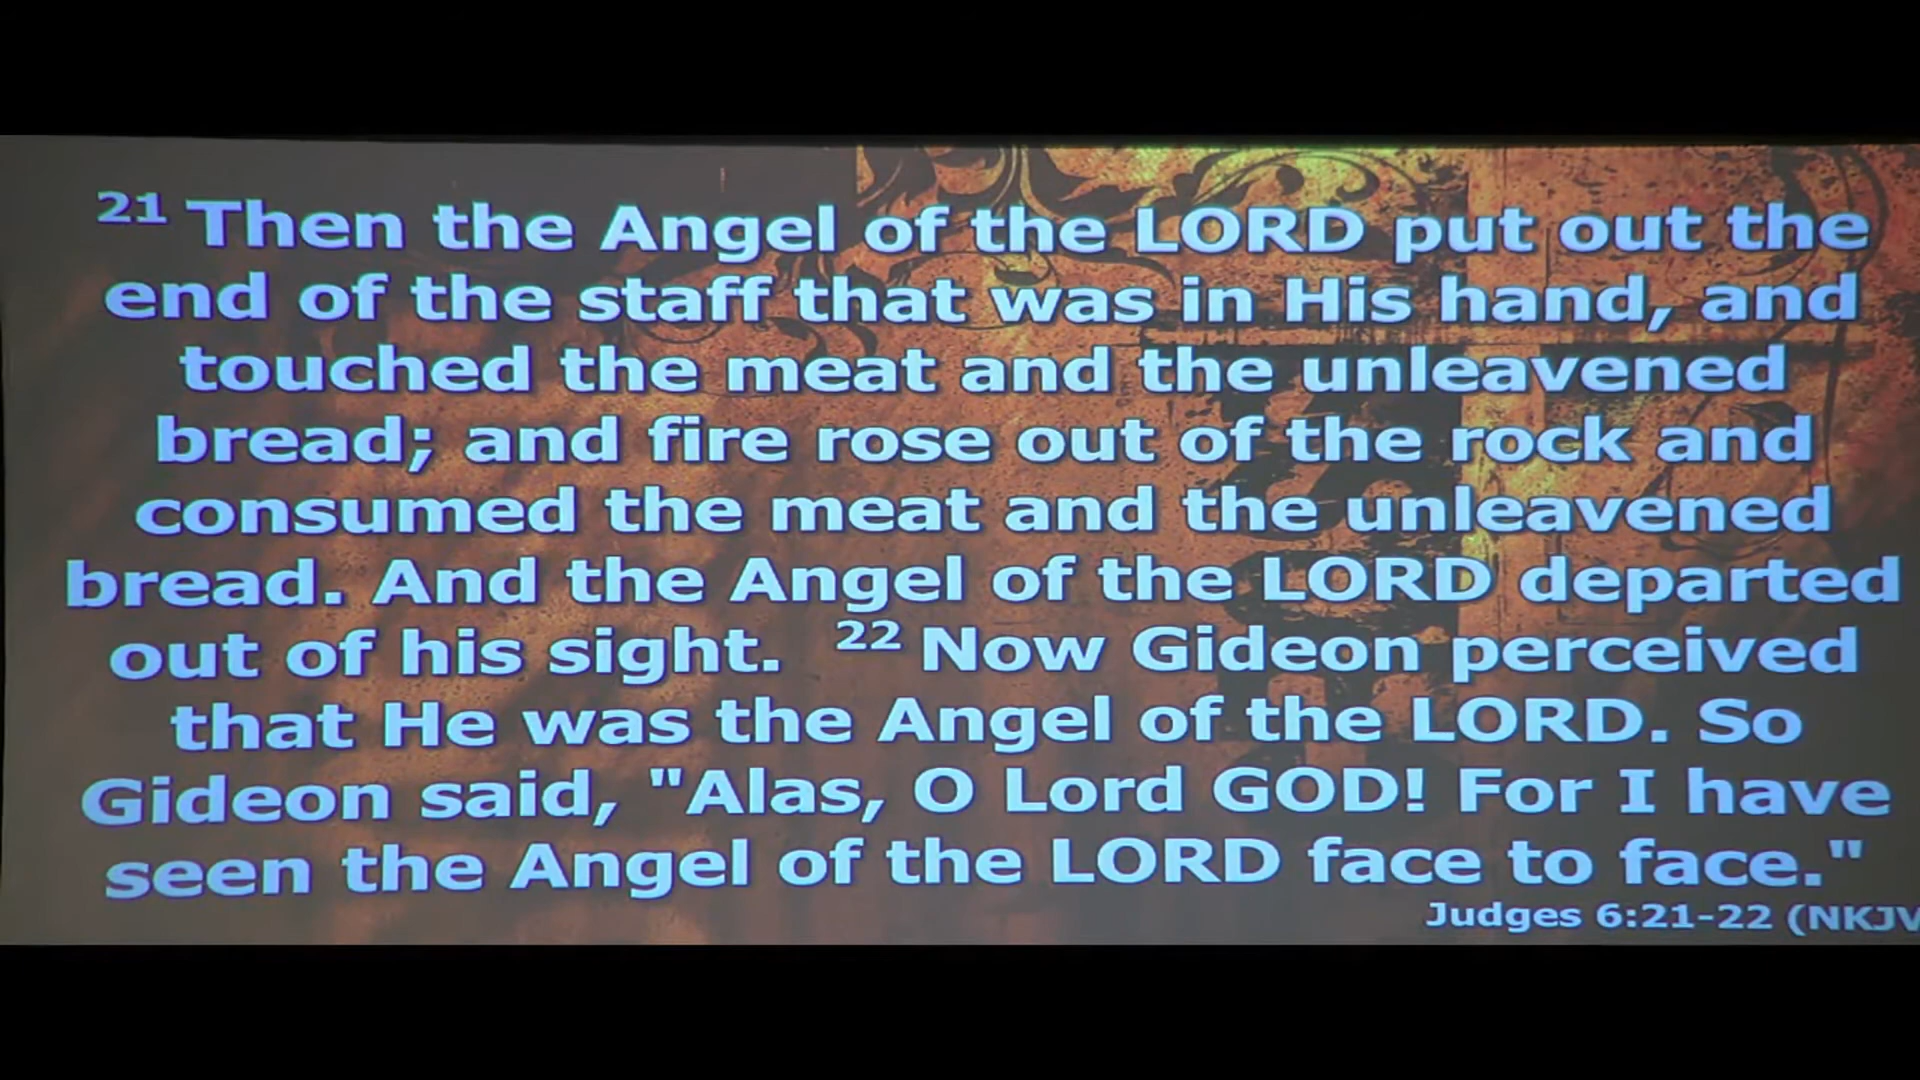 21 Then the Angel of the LORD put out the
end of the staff that was in His hand, and
touched the meat and the unleavened
bread; and fire rose out of the rock and
consumed the meat and the unleavened
bread. And the Angel of the LORD departed
out of his sight. 22 Now Gideon perceived
that He was the Angel of the LORD. So
Gideon said, "Alas, O Lord GOD! For I have
seen the Angel of the LORD face to face."
Judges 6:21-22 (NKJV